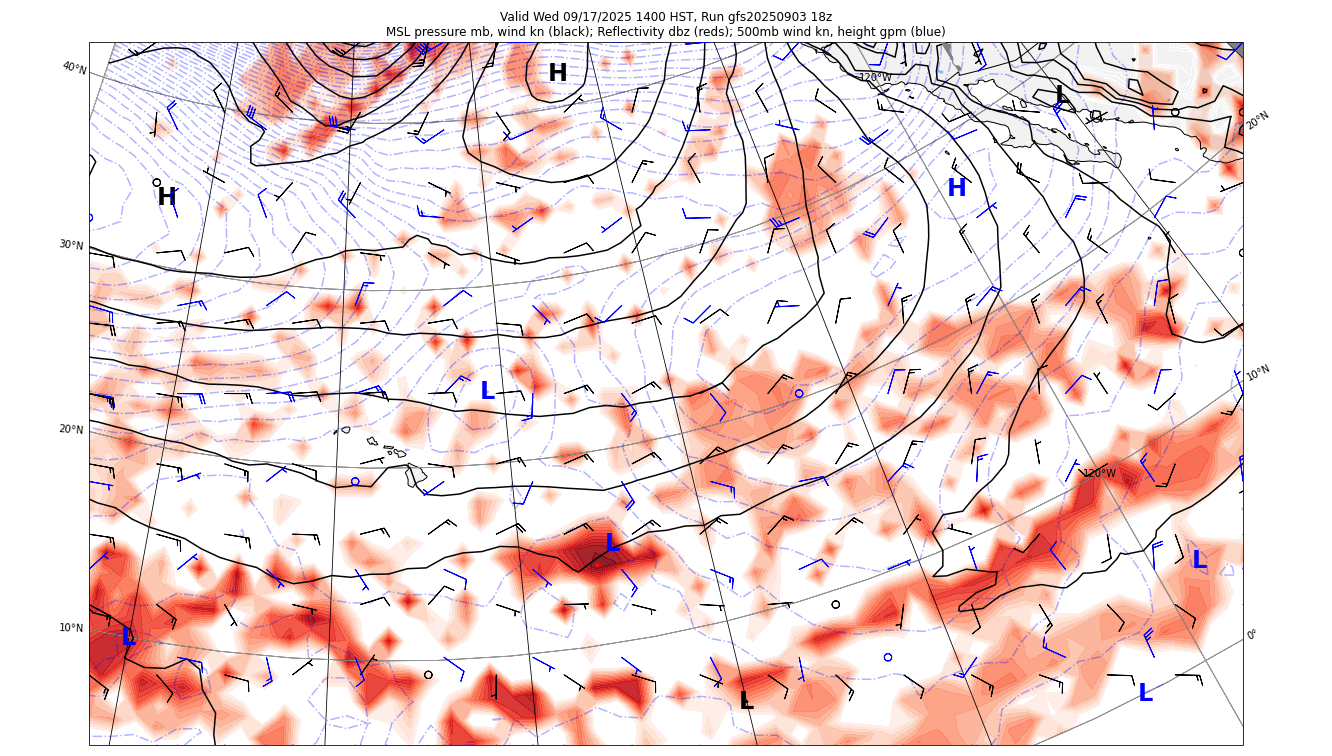 Valid Wed 09/17/2025 1400 HST, Run gfs20250903 18z
MSL pressure mb, wind kn (black); Reflectivity dbz (reds); 500mb wind kn, height gpm (blue)
H
40°N
120°W
L
0
20°N
H
H
30°N
10°N
L
20°N
120°W
L
L
10°N
L
0°
L
L